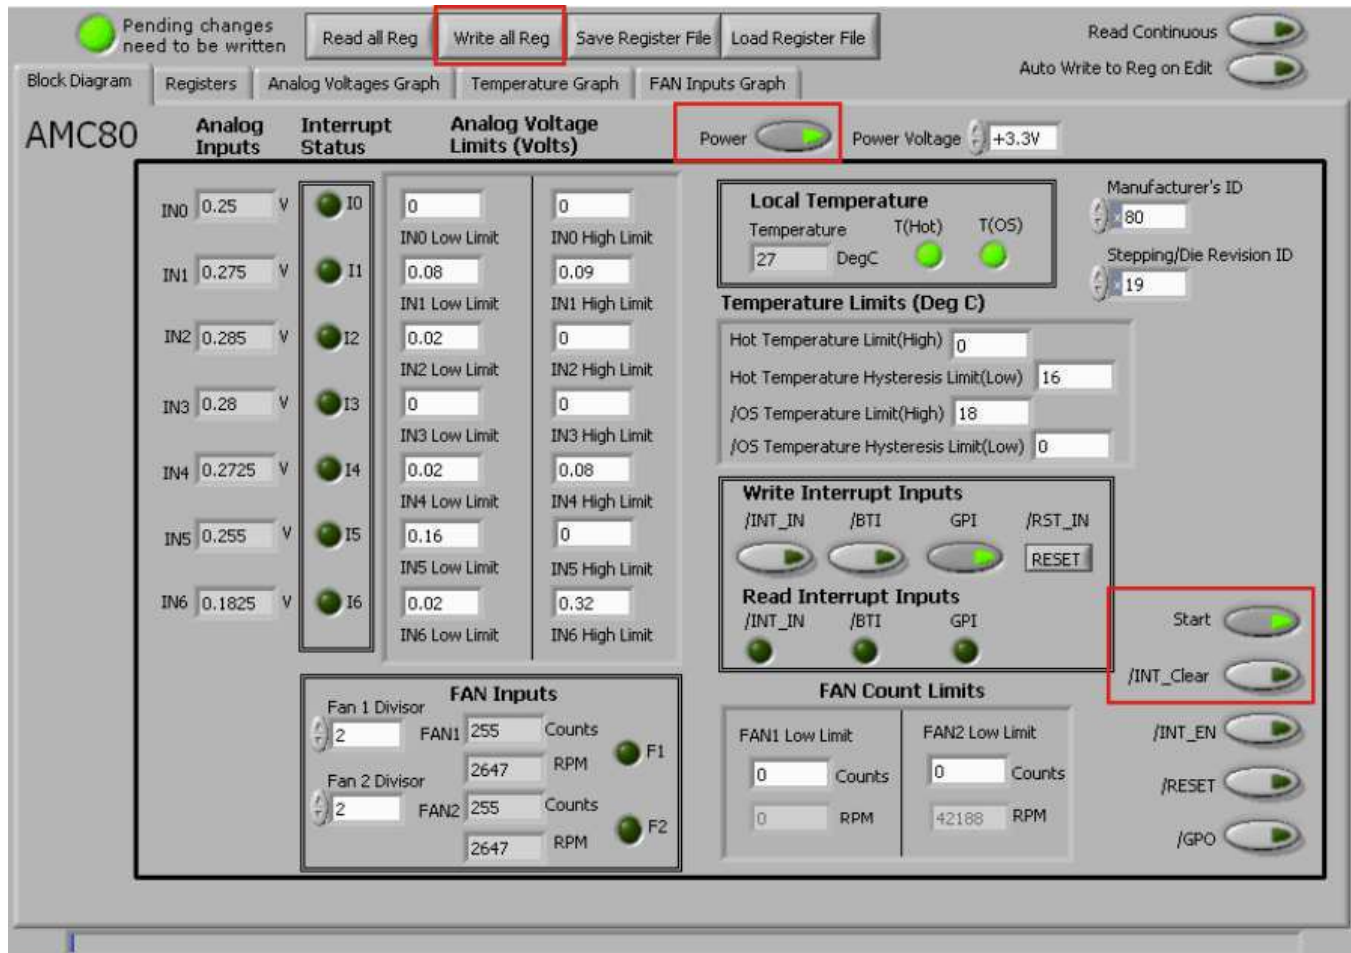 Pending changes
need to be written
Read all Reg
Write all Reg
Save Register File
Load Register File
Read Continuous
Auto Write to Reg on Edit
Block Diagram
Registers
Analog Voltages Graph
Temperature Graph
FAN Inputs Graph
AMC80
Analog
Inputs
Interrupt
Status
Analog Voltage
Limits (Volts)
Power
Power Voltage
+3.3V
IN0 0.25 V
I0
0
0
IN0 Low Limit
IN0 High Limit
IN1 0.275 V
I1
0.08
0.09
IN1 Low Limit
IN1 High Limit
IN2 0.285 V
I2
0.02
0
IN2 Low Limit
IN2 High Limit
IN3 0.28 V
I3
0
0
IN3 Low Limit
IN3 High Limit
IN4 0.2725 V
I4
0.02
0.08
IN4 Low Limit
IN4 High Limit
IN5 0.255 V
I5
0.16
0
IN5 Low Limit
IN5 High Limit
IN6 0.1825 V
I6
0.02
0.32
IN6 Low Limit
IN6 High Limit
Local Temperature
Temperature
T(Hot)
T(OS)
27 DegC
Manufacturer's ID
x80
Stepping/Die Revision ID
x19
Temperature Limits (Deg C)
Hot Temperature Limit(High) 0
Hot Temperature Hysteresis Limit(Low) 16
/OS Temperature Limit(High) 18
/OS Temperature Hysteresis Limit(Low) 0
Write Interrupt Inputs
/INT_IN
/BTI
GPI
/RST_IN
RESET
Read Interrupt Inputs
/INT_IN
/BTI
GPI
Start
/INT_Clear
/INT_EN
/RESET
/GPO
FAN Inputs
Fan 1 Divisor
2
FAN1 255 Counts
2647 RPM
F1
Fan 2 Divisor
2
FAN2 255 Counts
2647 RPM
F2
FAN Count Limits
FAN1 Low Limit
0 Counts
0 RPM
FAN2 Low Limit
0 Counts
42188 RPM